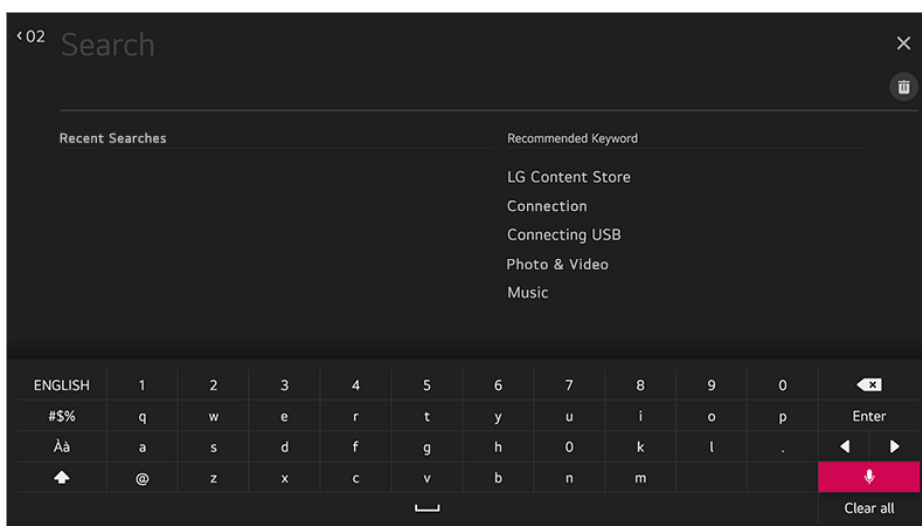 02
Search
Recent Searches
Recommended Keyword
LG Content Store
Connection
Connecting USB
Photo & Video
Music
ENGLISH 1 2 3 4 5 6 7 8 9 0
#$% q w e r t y u i o p Enter
Àà a s d f g h 0 k l .
@ z x c v b n m
Clear all